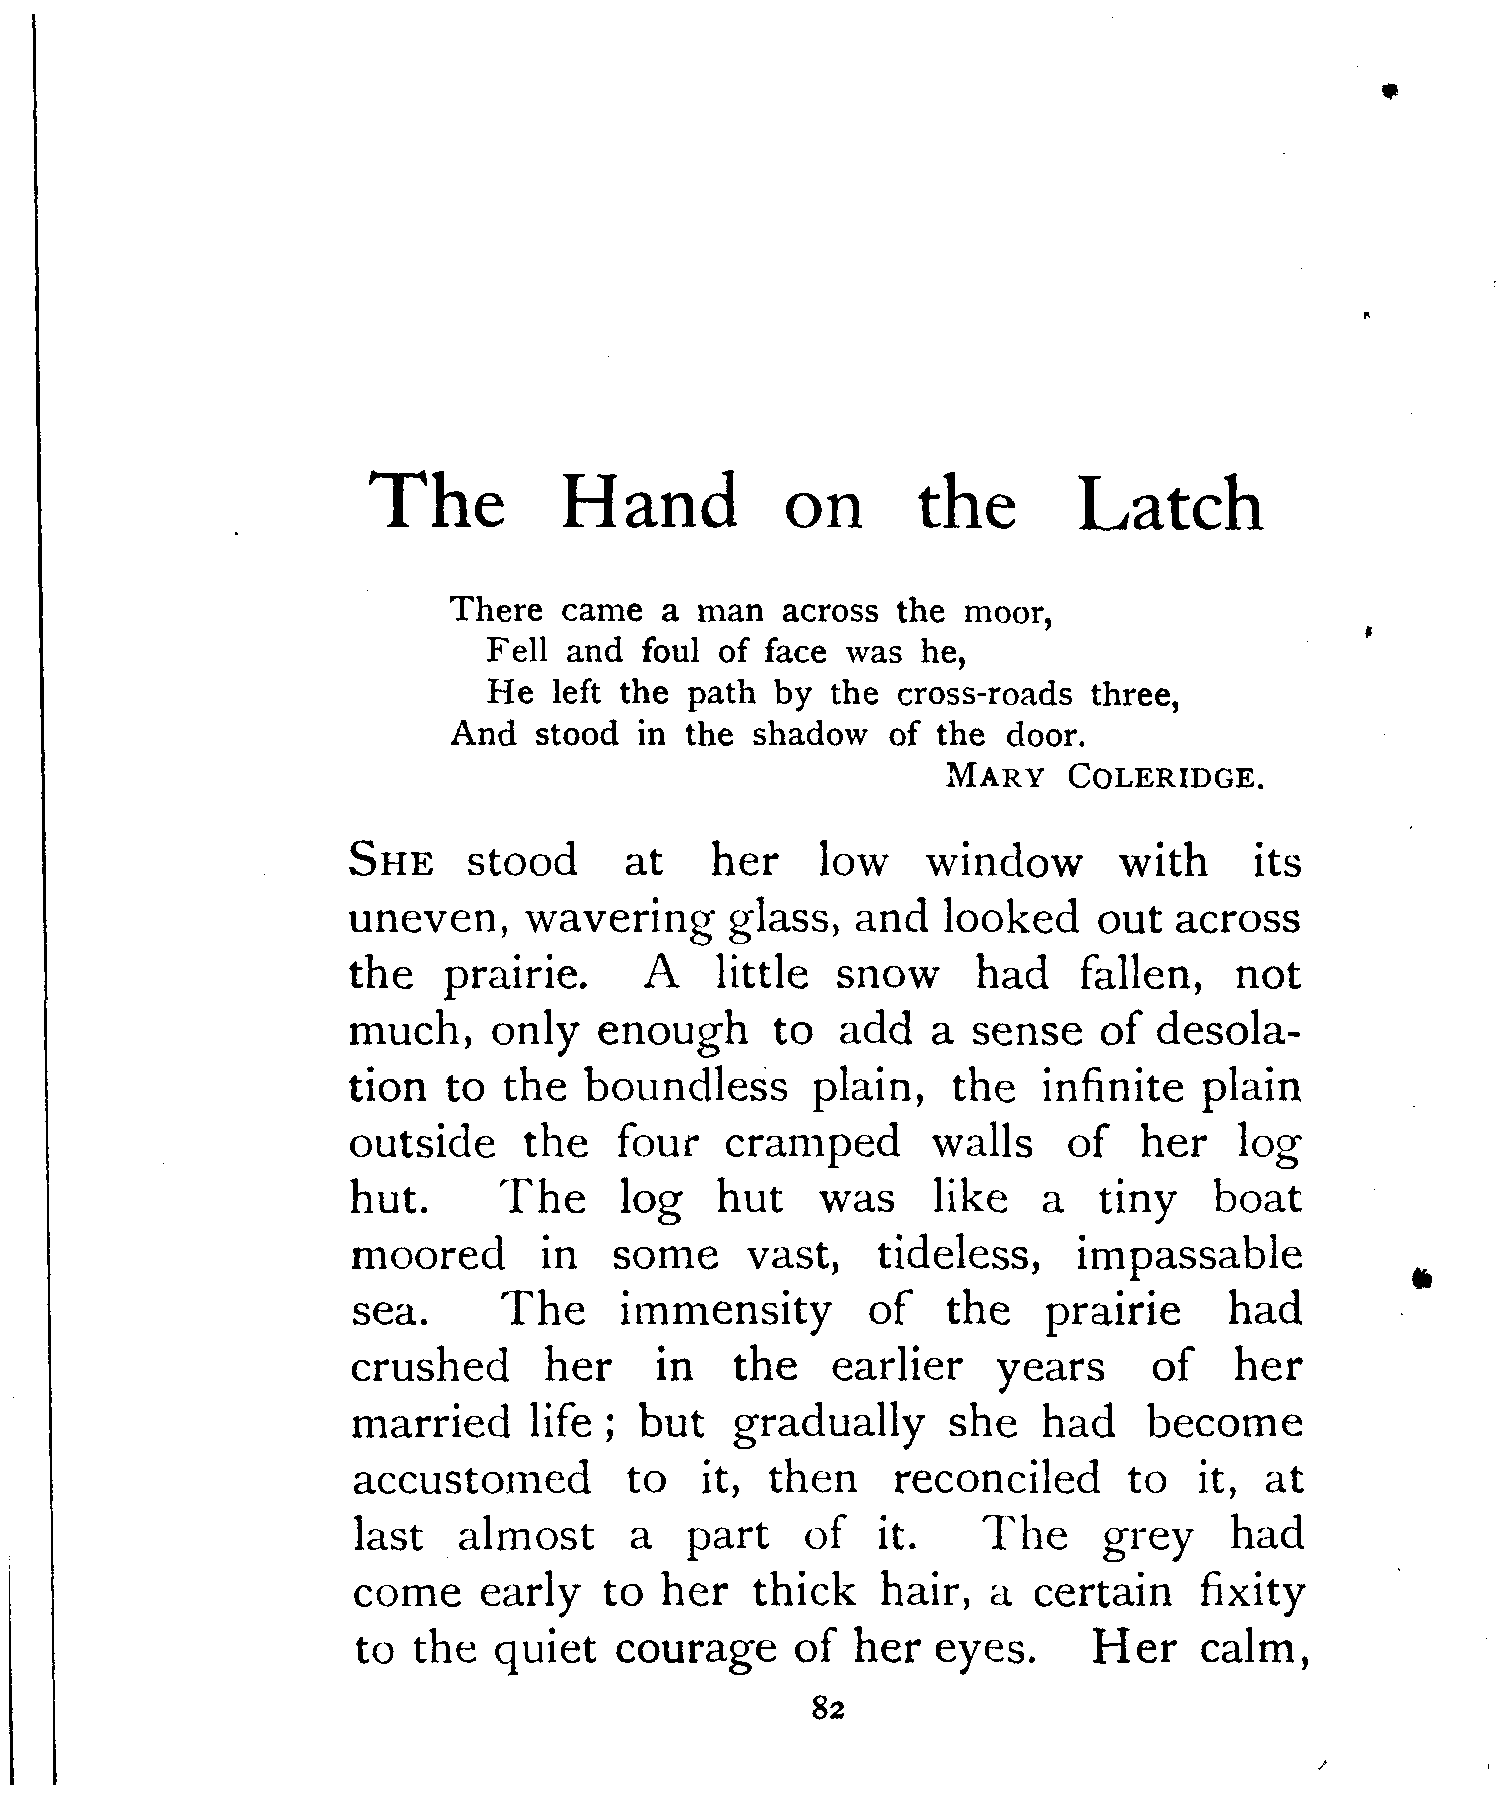 The Hand on the Latch
There came a man across the moor,
Fell and foul of face was he,
He left the path by the cross-roads three,
And stood in the shadow of the door.
MARY COLERIDGE.
SHE stood at her low window with its
uneven, wavering glass, and looked out across
the prairie. A little snow had fallen, not
much, only enough to add a sense of desola-
tion to the boundless plain, the infinite plain
outside the four cramped walls of her log
hut. The log hut was like a tiny boat
moored in some vast, tideless, impassable
sea. The immensity of the prairie had
crushed her in the earlier years of her
married life ; but gradually she had become
accustomed to it, then reconciled to it, at
last almost a part of it. The grey had
come early to her thick hair, a certain fixity
to the quiet courage of her eyes. Her calm,
82